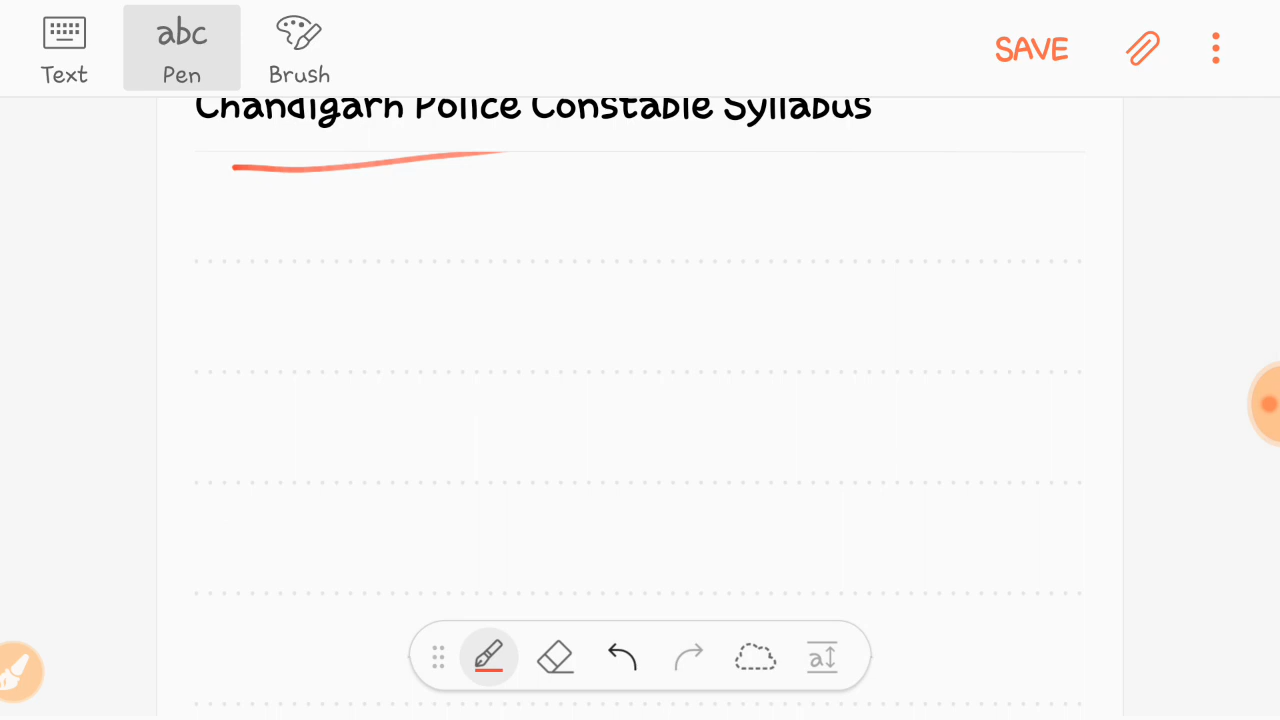 abc
Text
Pen
Brush
SAVE
Chandigarh Police Constable Syllabus
a